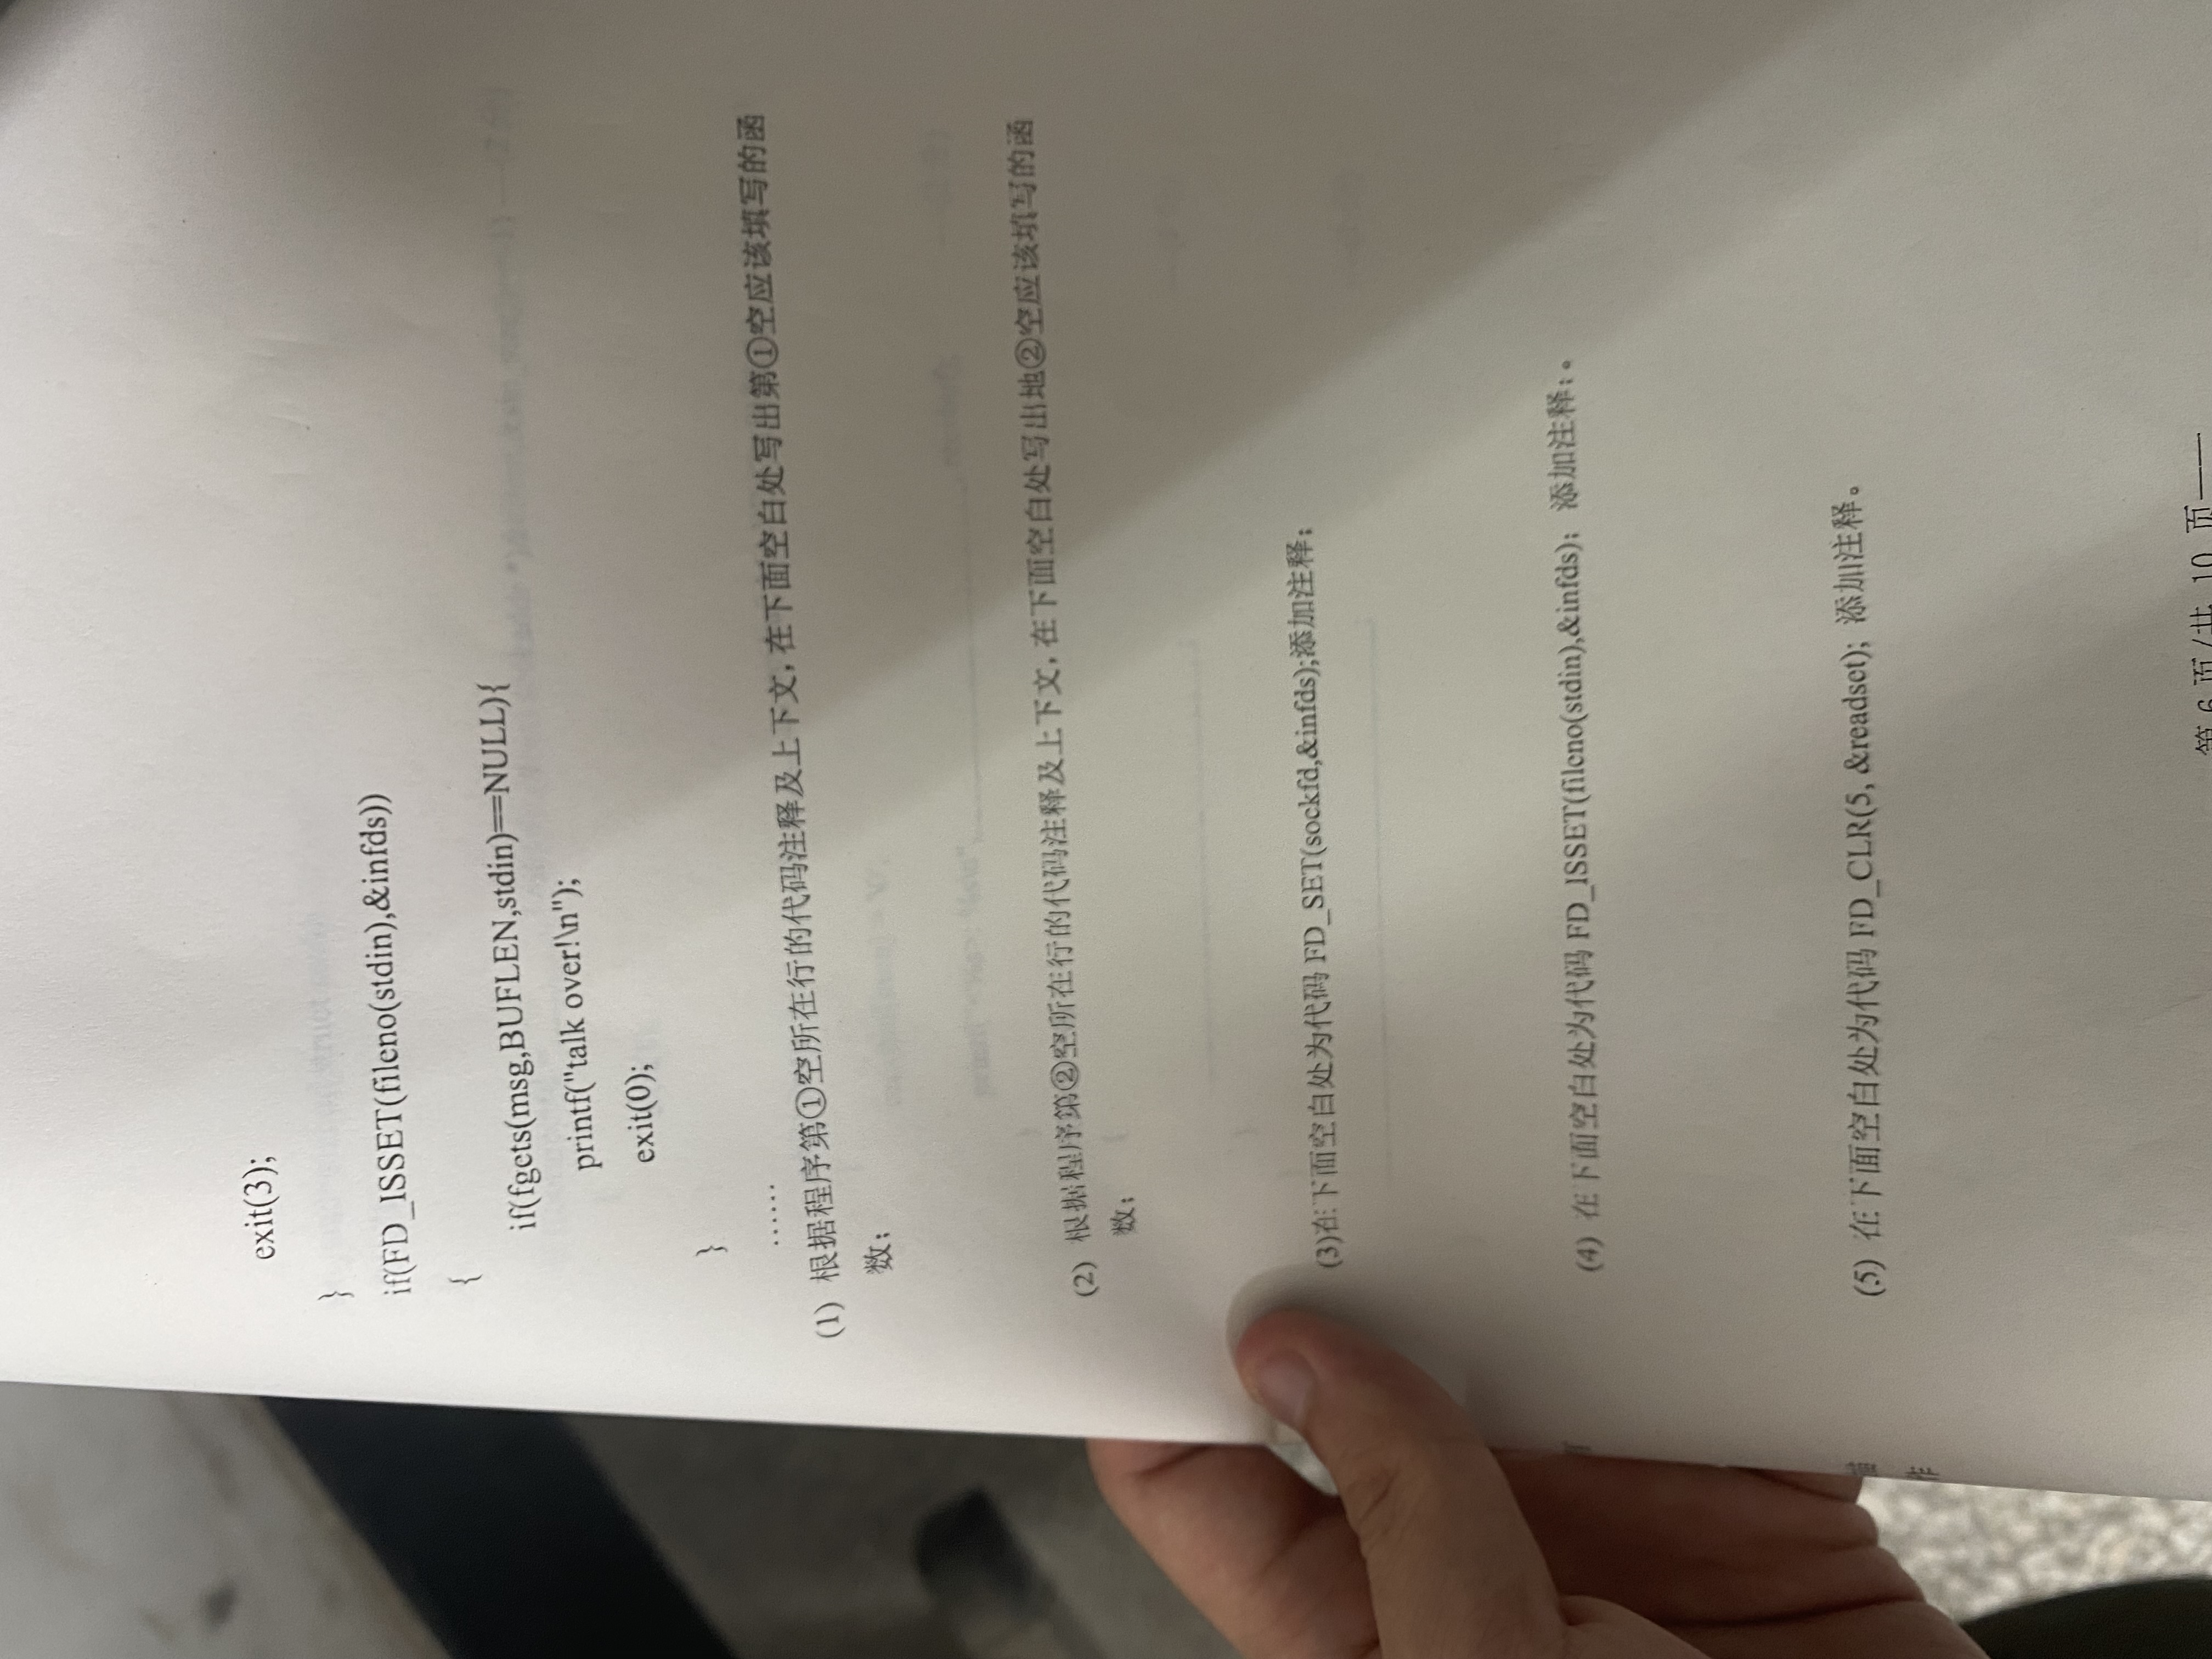 exit(3);
}
if(FD_ISSET(fileno(stdin),&infds))
{
if(fgets(msg,BUFLEN,stdin)==NULL){
printf("talk over!\n");
exit(0);
}
……
(1) 根据程序第①空所在行的代码注释及上下文,在下面空白处写出第①空应该填写的函
数;
(2) 根据程序第②空所在行的代码注释及上下文,在下面空白处写出地②空应该填写的函
数;
(3)在下面空白处为代码 FD_SET(sockfd,&infds);添加注释;
(4) 在下面空白处为代码 FD_ISSET(fileno(stdin),&infds); 添加注释;。
(5) 在下面空白处为代码 FD_CLR(5, &readset); 添加注释。
第 6 页/共 10 页——